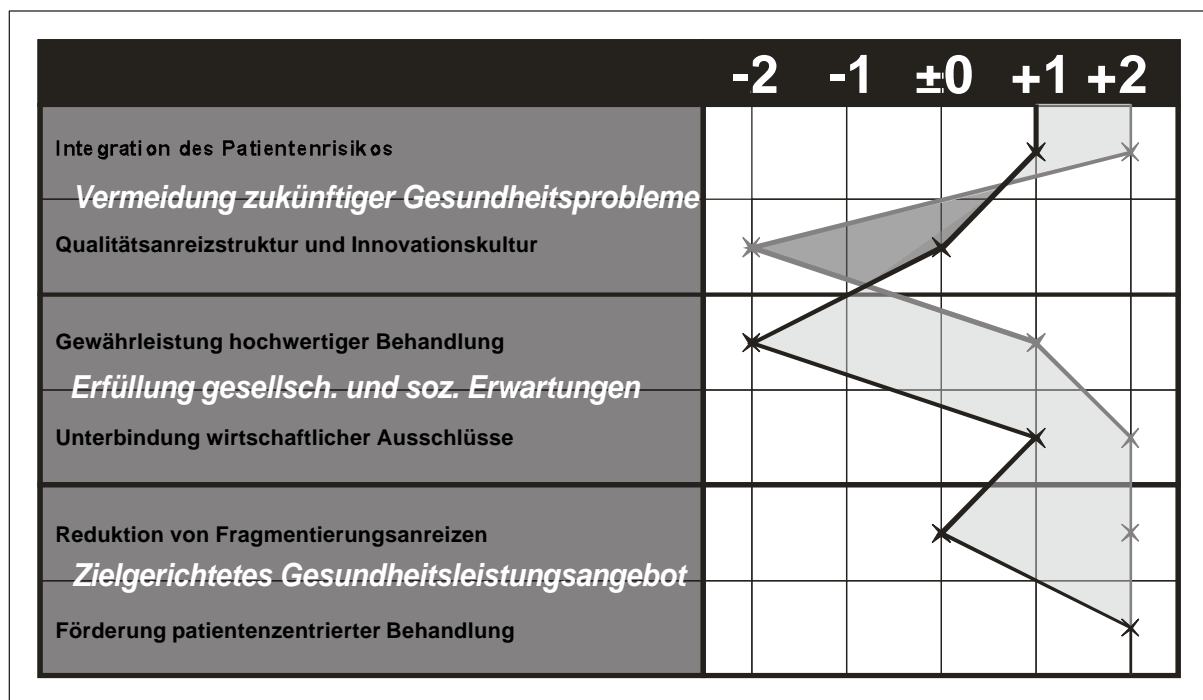 -2 -1 ±0 +1 +2
Integration des Patientenrisikos
Vermeidung zukünftiger Gesundheitsprobleme
Qualitätsanreizstruktur und Innovationskultur
Gewährleistung hochwertiger Behandlung
Erfüllung gesellsch. und soz. Erwartungen
Unterbindung wirtschaftlicher Ausschlüsse
Reduktion von Fragmentierungsanreizen
Zielgerichtetes Gesundheitsleistungsangebot
Förderung patientenzentrierter Behandlung